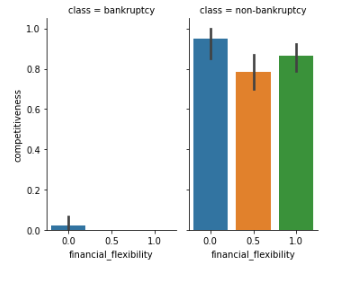 class = bankruptcy
class = non-bankruptcy
1.0
0.8
0.6
0.4
0.2
0.0
competitiveness
0.0 0.5 1.0
0.0 0.5 1.0
financial_flexibility
financial_flexibility